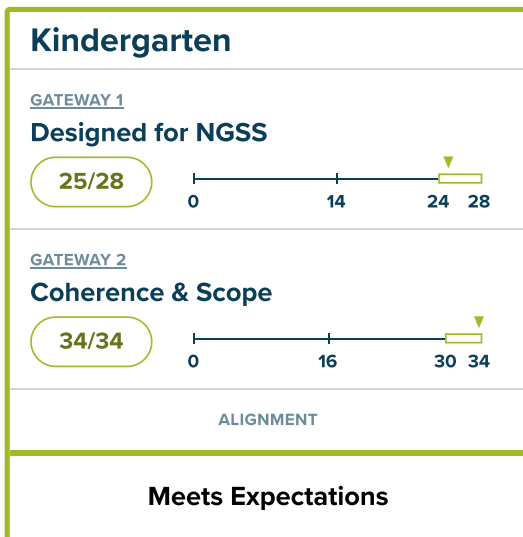 Kindergarten
GATEWAY 1
Designed for NGSS
25/28
0 14 24 28
GATEWAY 2
Coherence & Scope
34/34
0 16 30 34
ALIGNMENT
Meets Expectations